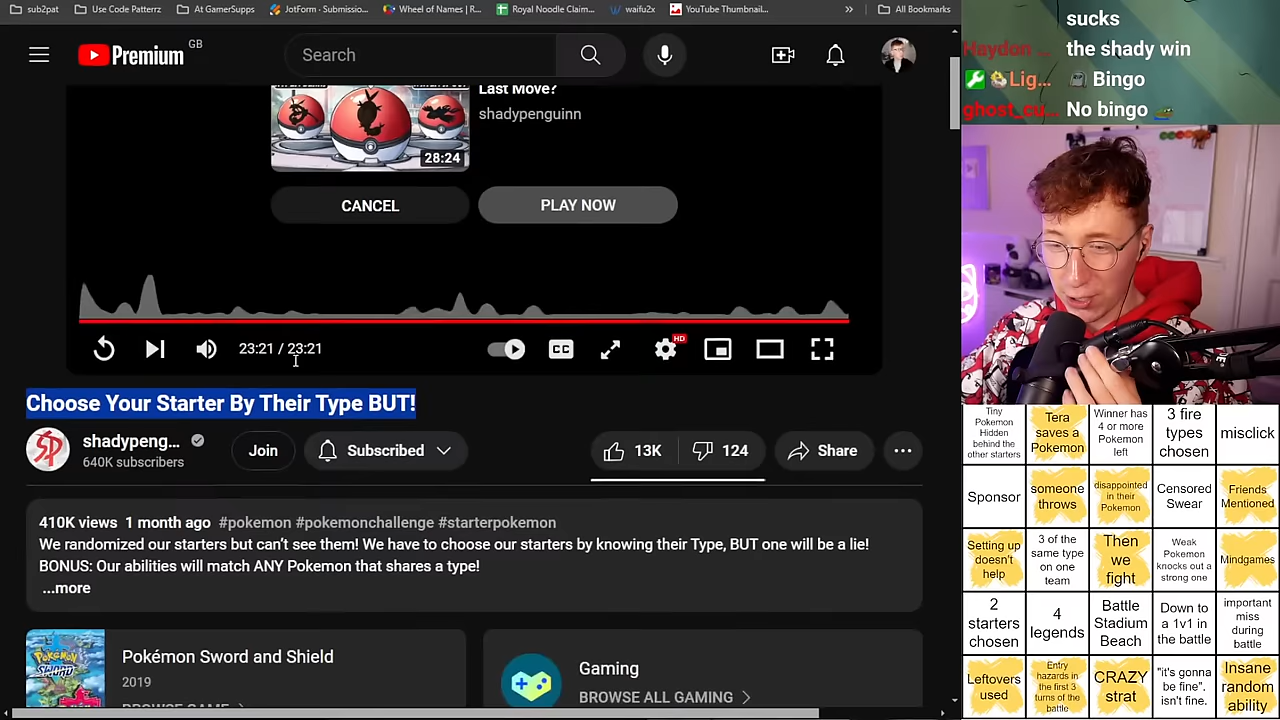 sub2pat
Use Code Patterrz
At GamerSupps
JotForm - Submissio...
Wheel of Names | R...
Royal Noodle Claim...
waifu2x
YouTube Thumbnail...
»
All Bookmarks
Premium GB
Search
Last Move?
shadypenguinn
28:24
CANCEL
PLAY NOW
23:21 / 23:21
CC
HD
Choose Your Starter By Their Type BUT!
shadypeng...
640K subscribers
Join
Subscribed
13K
124
Share
410K views 1 month ago #pokemon #pokemonchallenge #starterpokemon
We randomized our starters but can't see them! We have to choose our starters by knowing their Type, BUT one will be a lie!
BONUS: Our abilities will match ANY Pokemon that shares a type!
...more
Pokémon Sword and Shield
2019
Gaming
BROWSE ALL GAMING
sucks
Haydon ... the shady win
Lig... Bingo
ghost_cu... No bingo
Tiny
Pokemon
Hidden
behind the
other starters
Tera
saves a
Pokemon
Winner has
4 or more
Pokemon
left
3 fire
types
chosen
misclick
Sponsor
someone
throws
disappointed
in their
Pokemon
Censored
Swear
Friends
Mentioned
Setting up
doesn't
help
3 of the
same type
on one
team
Then
we
fight
Weak
Pokemon
knocks out a
strong one
Mindgames
2
starters
chosen
4
legends
Battle
Stadium
Beach
Down to
a 1v1 in
the battle
important
miss
during
battle
Leftovers
used
Entry
hazards in
the first 3
turns of the
battle
CRAZY
strat
"it's gonna
be fine".
isn't fine.
Insane
random
ability